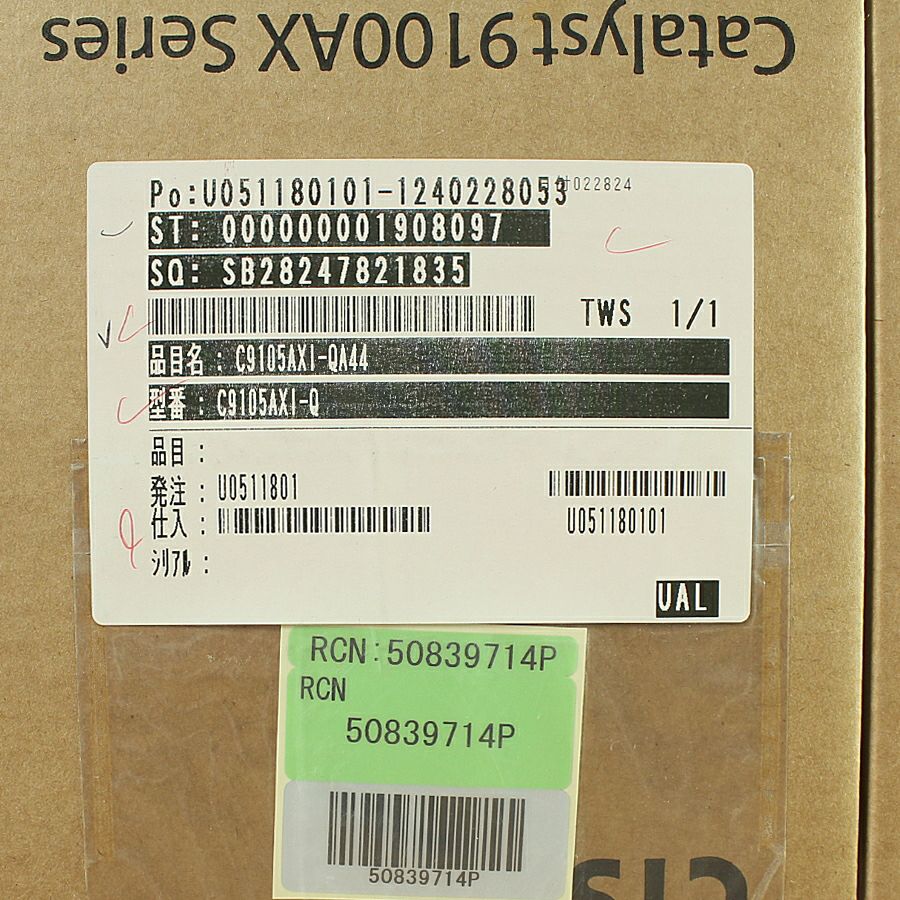 Catalyst 9100AX Series
Po:U051180101-1240228053
022824
ST: 000000001908097
SQ: SB28247821835
TWS 1/1
品目名 : C9105AXI-QA44
型番 : C9105AXI-Q
品目 :
発注 : U0511801
仕入 :
U051180101
シリアル :
UAL
RCN:50839714P
RCN
50839714P
50839714P